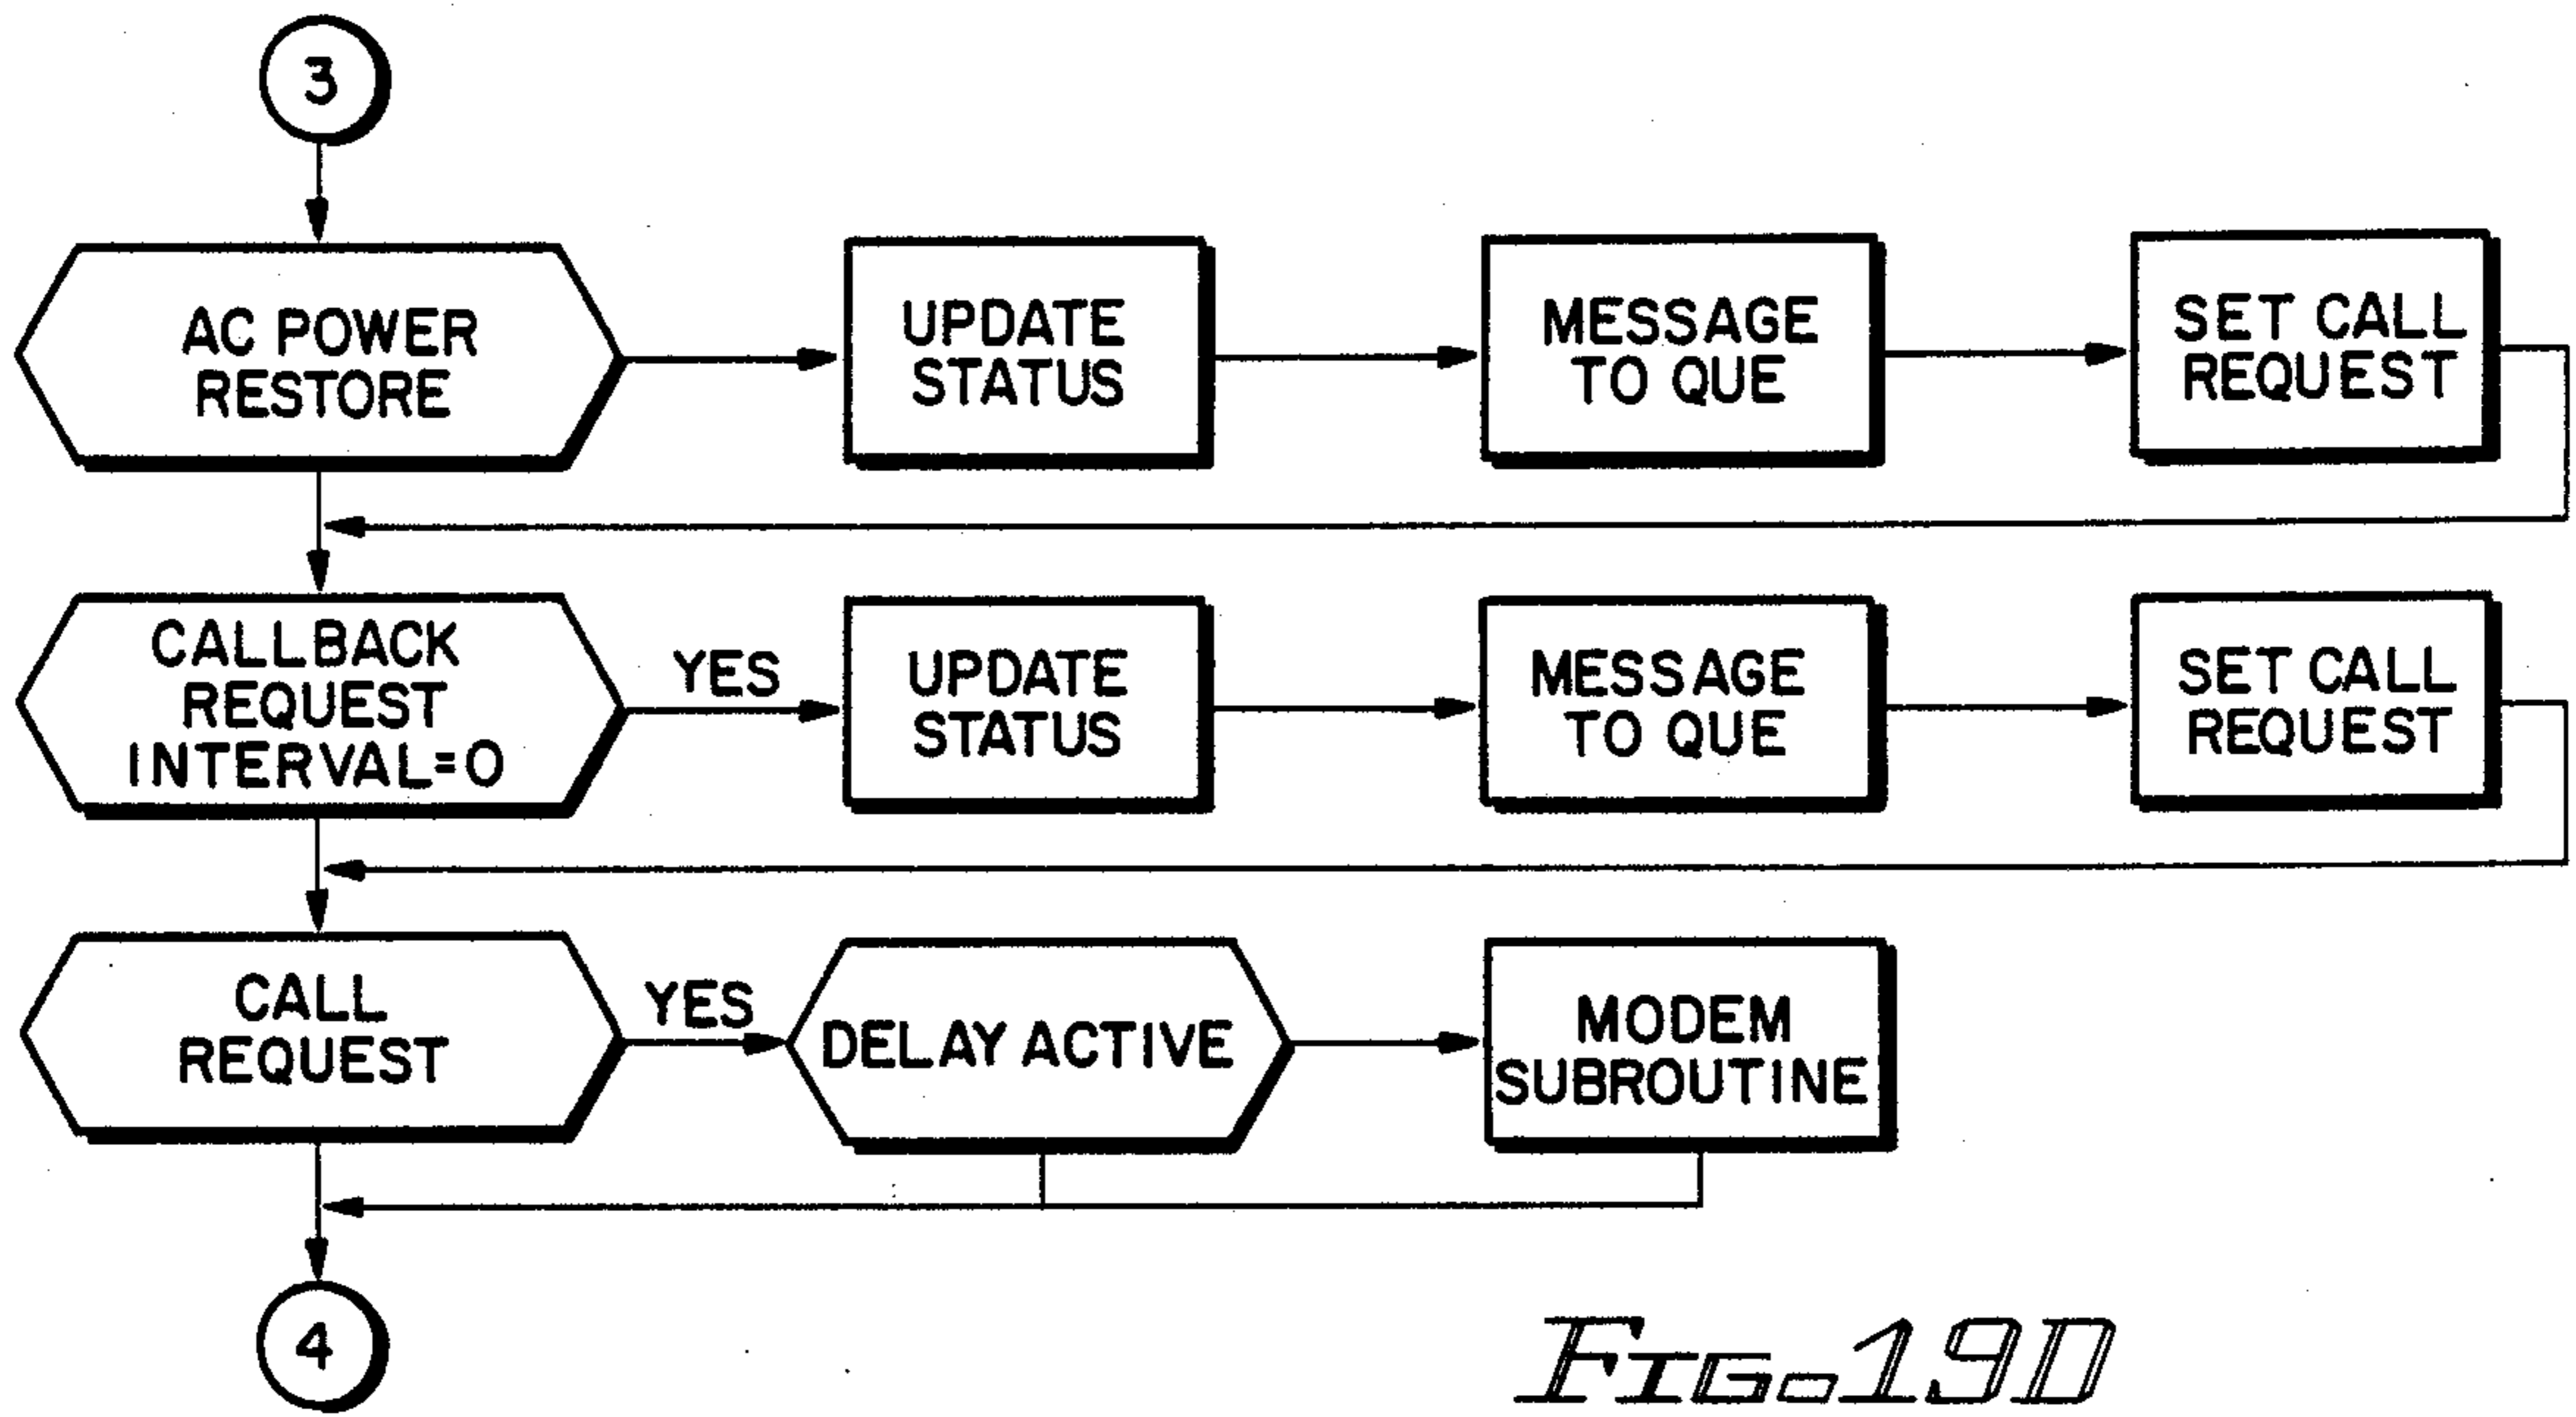 3
AC POWER
RESTORE
UPDATE
STATUS
MESSAGE
TO QUE
SET CALL
REQUEST
CALLBACK
REQUEST
INTERVAL=0
YES
UPDATE
STATUS
MESSAGE
TO QUE
SET CALL
REQUEST
CALL
REQUEST
YES
DELAY ACTIVE
MODEM
SUBROUTINE
4
FIG.19D